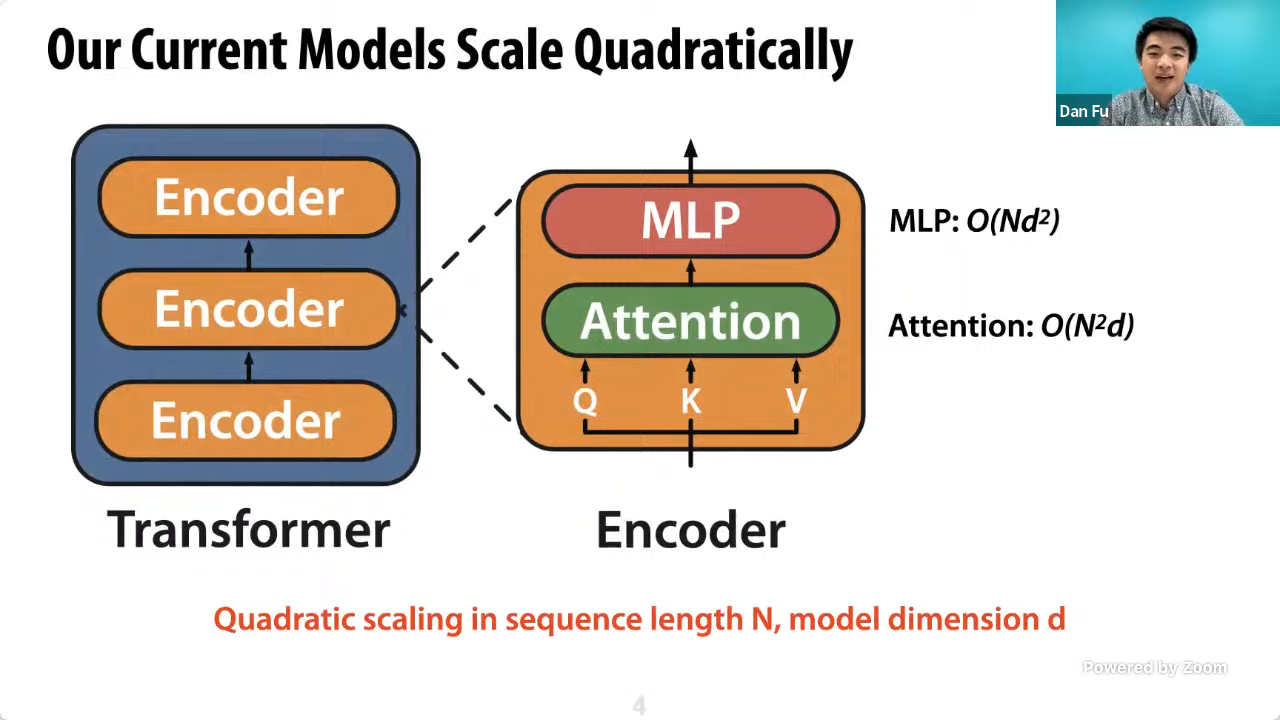 Our Current Models Scale Quadratically
Dan Fu
Encoder
Encoder
Encoder
Transformer
MLP
Attention
Q K V
Encoder
MLP: O(Nd²)
Attention: O(N²d)
Quadratic scaling in sequence length N, model dimension d
Powered by Zoom
4